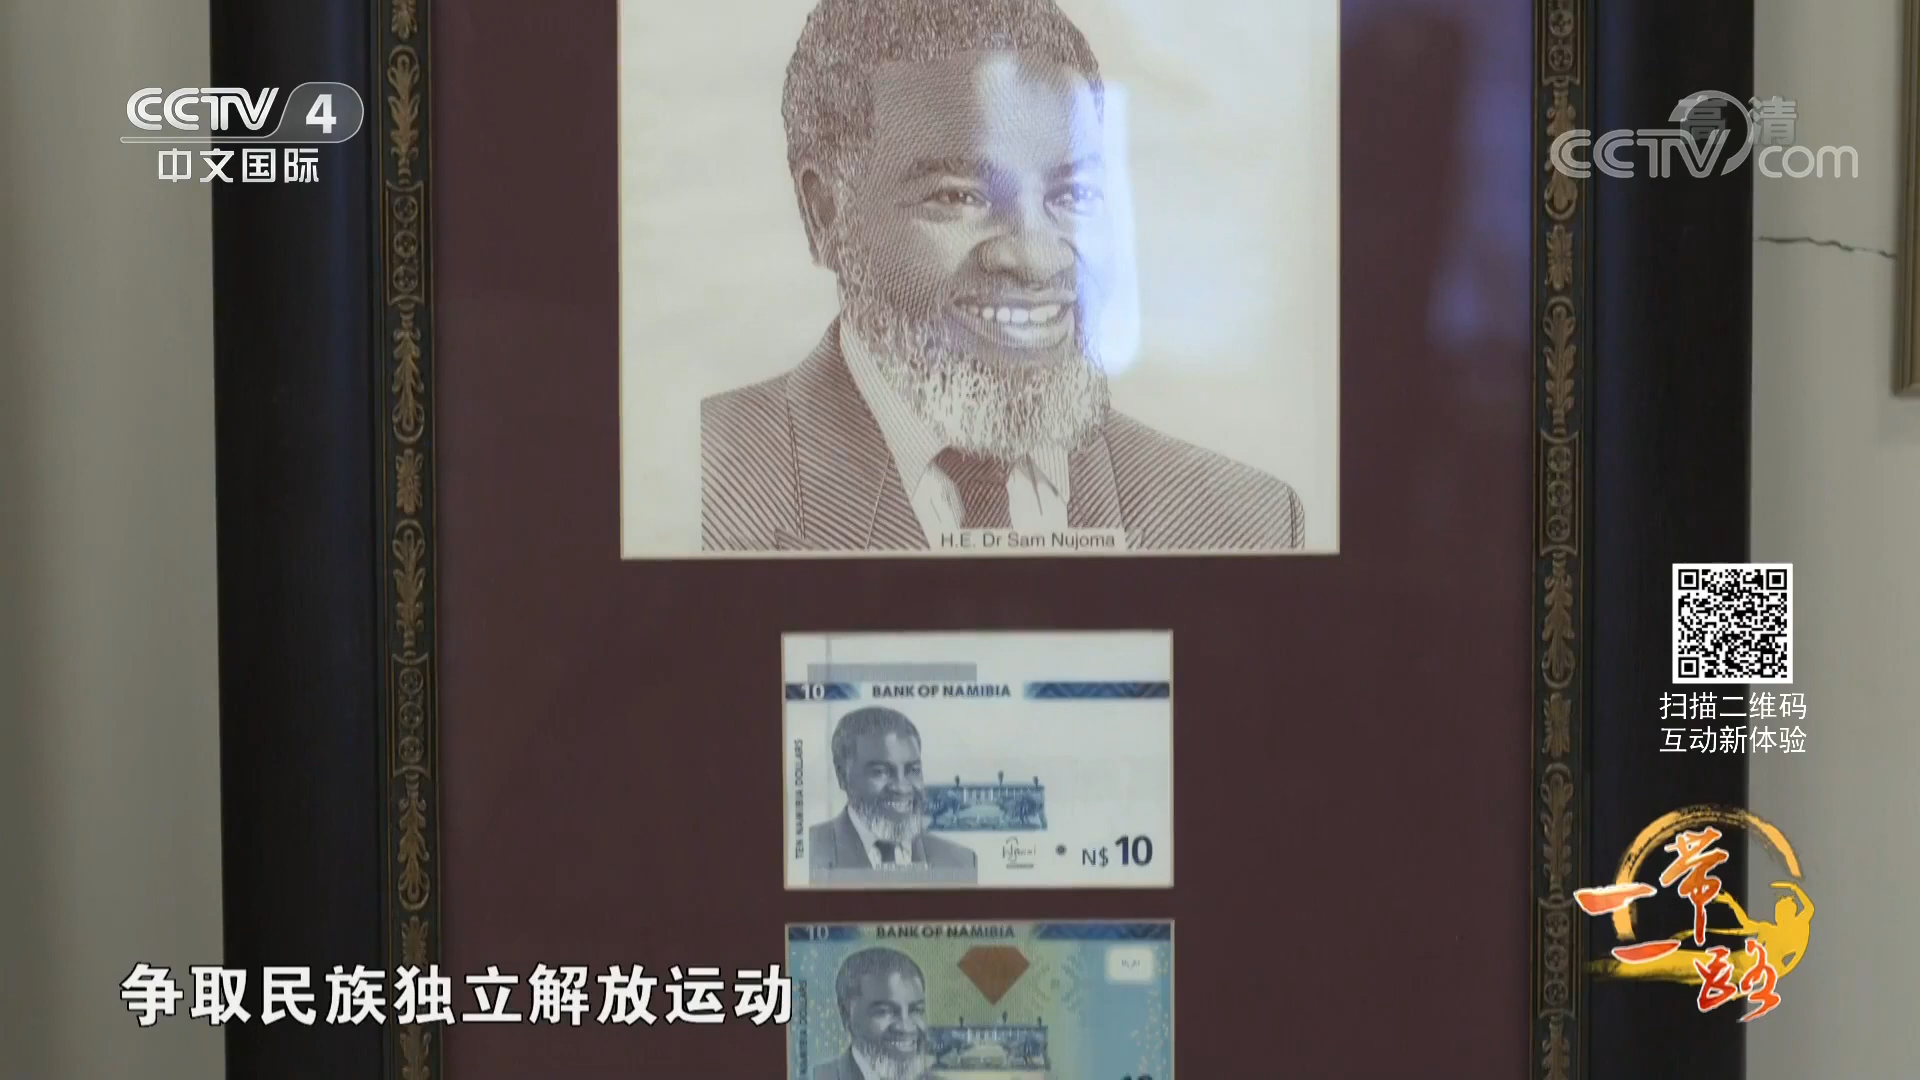 CCTV 4
中文国际
高清
CCTV.com
H.E. Dr Sam Nujoma
10 BANK OF NAMIBIA
TEN NAMIBIA DOLLARS
N$10
扫描二维码
互动新体验
10 BANK OF NAMIBIA
一带一路
争取民族独立解放运动